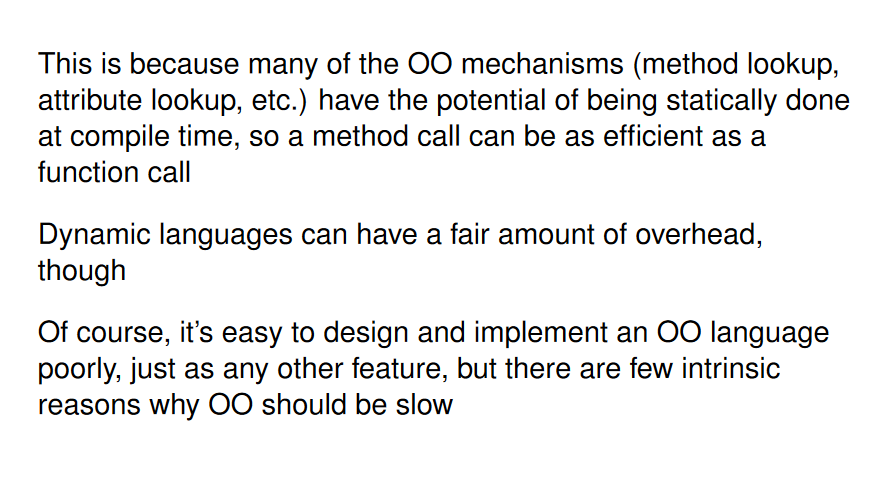 This is because many of the OO mechanisms (method lookup,
attribute lookup, etc.) have the potential of being statically done
at compile time, so a method call can be as efficient as a
function call
Dynamic languages can have a fair amount of overhead,
though
Of course, it’s easy to design and implement an OO language
poorly, just as any other feature, but there are few intrinsic
reasons why OO should be slow